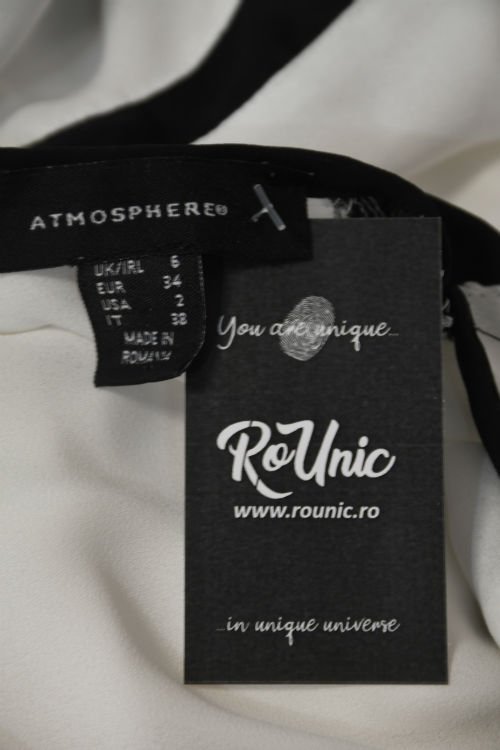 ATMOSPHERE®
UK/IRL 6
EUR 34
USA 2
IT 38
MADE IN
ROMANIA
You are unique...
RoUnic
www.rounic.ro
...in unique universe